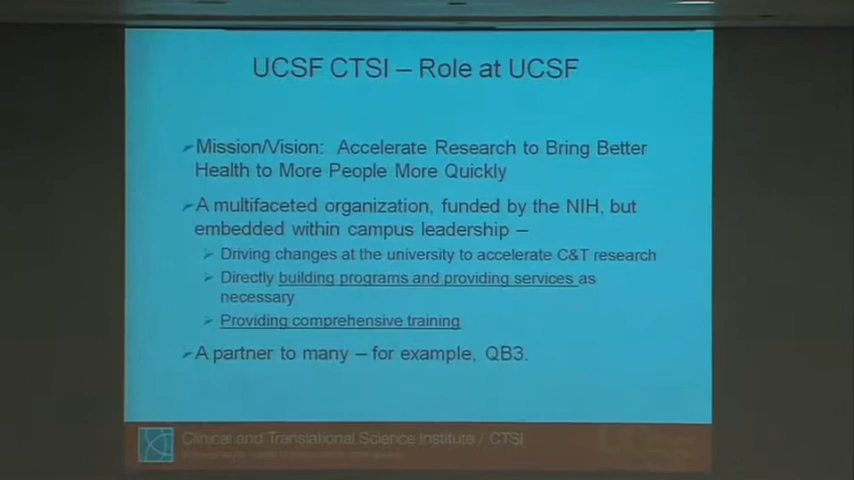 UCSF CTSI – Role at UCSF
Mission/Vision: Accelerate Research to Bring Better
Health to More People More Quickly
A multifaceted organization, funded by the NIH, but
embedded within campus leadership –
Driving changes at the university to accelerate C&T research
Directly building programs and providing services as
necessary
Providing comprehensive training
A partner to many – for example, QB3.
Clinical and Translational Science Institute / CTSI